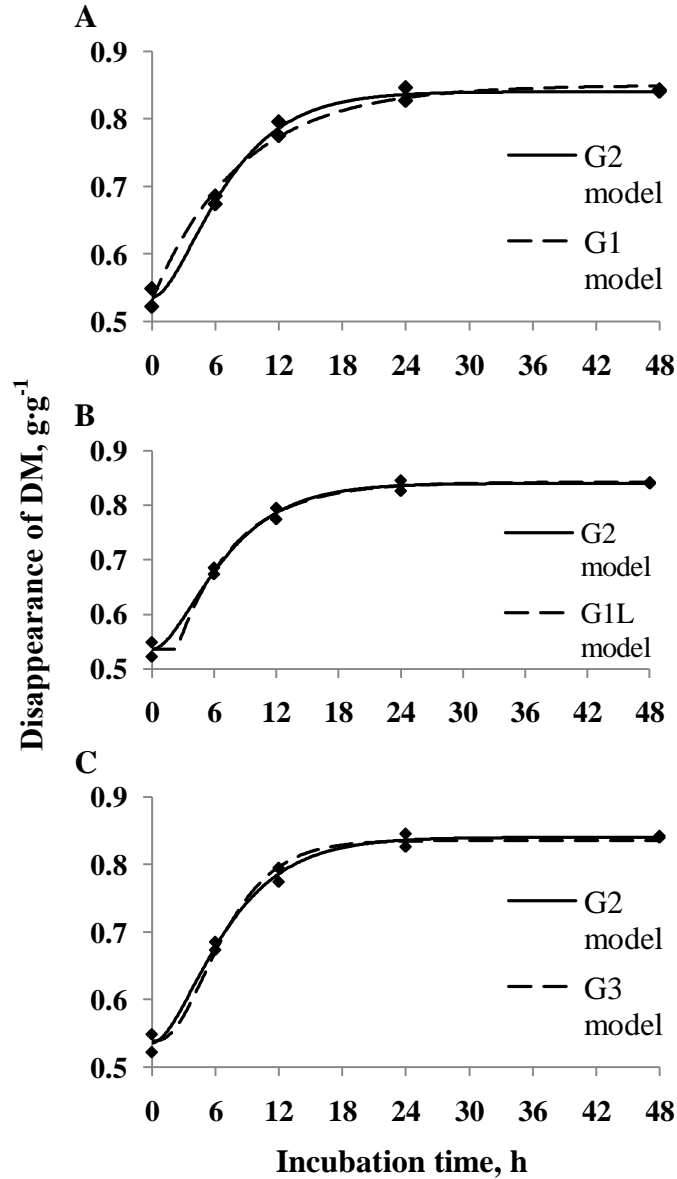 A
0.9
0.8
0.7
0.6
0.5
G2
model
G1
model
0 6 12 18 24 30 36 42 48
B
0.9
0.8
0.7
0.6
0.5
G2
model
G1L
model
0 6 12 18 24 30 36 42 48
Disappearance of DM, g·g-1
C
0.9
0.8
0.7
0.6
0.5
G2
model
G3
model
0 6 12 18 24 30 36 42 48
Incubation time, h